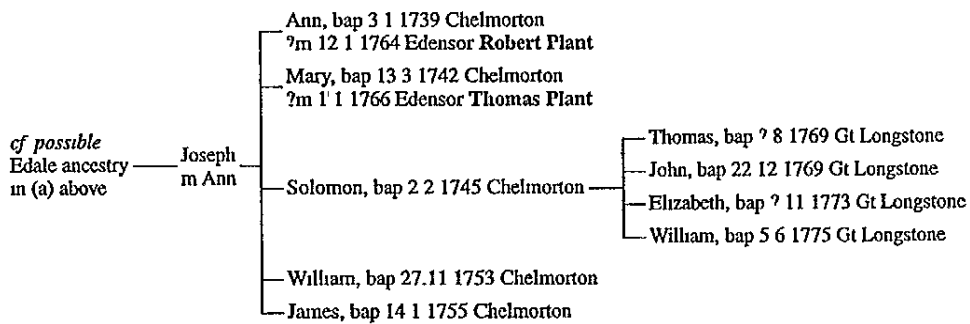 Ann, bap 3 1 1739 Chelmorton
?m 12 1 1764 Edensor Robert Plant
Mary, bap 13 3 1742 Chelmorton
?m 1' 1 1766 Edensor Thomas Plant
cf possible
Edale ancestry
in (a) above
Joseph
m Ann
Solomon, bap 2 2 1745 Chelmorton
Thomas, bap ? 8 1769 Gt Longstone
John, bap 22 12 1769 Gt Longstone
Elizabeth, bap ? 11 1773 Gt Longstone
William, bap 5 6 1775 Gt Longstone
William, bap 27.11 1753 Chelmorton
James, bap 14 1 1755 Chelmorton